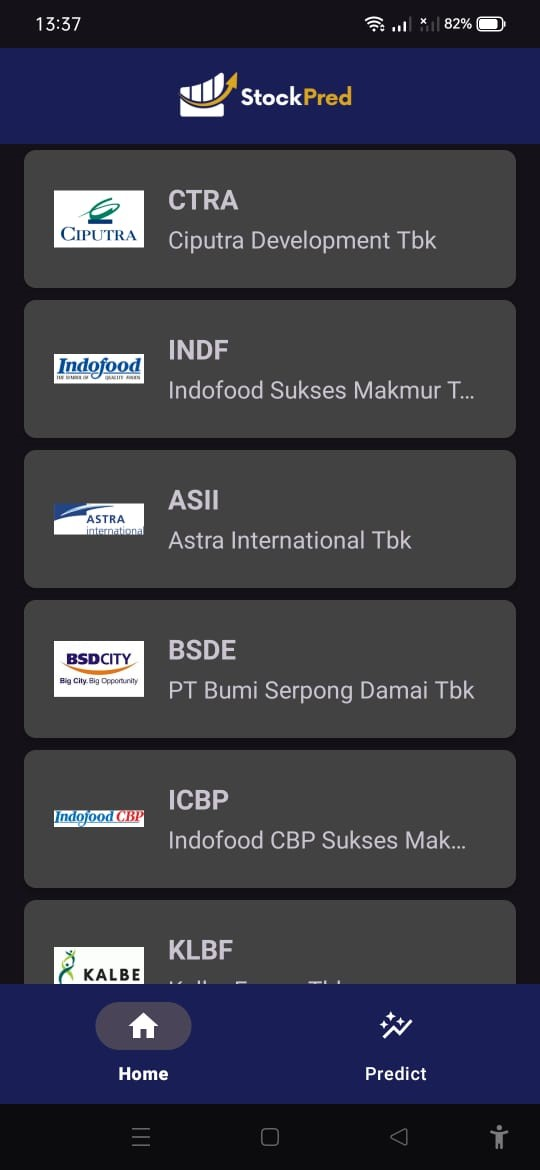 13:37
82%
StockPred
CIPUTRA
CTRA
Ciputra Development Tbk
Indofood
THE SYMBOL OF QUALITY FOODS
INDF
Indofood Sukses Makmur T...
ASTRA
international
ASII
Astra International Tbk
BSDCITY
Big City. Big Opportunity
BSDE
PT Bumi Serpong Damai Tbk
Indofood CBP
ICBP
Indofood CBP Sukses Mak...
KALBE
KLBF
Home
Predict